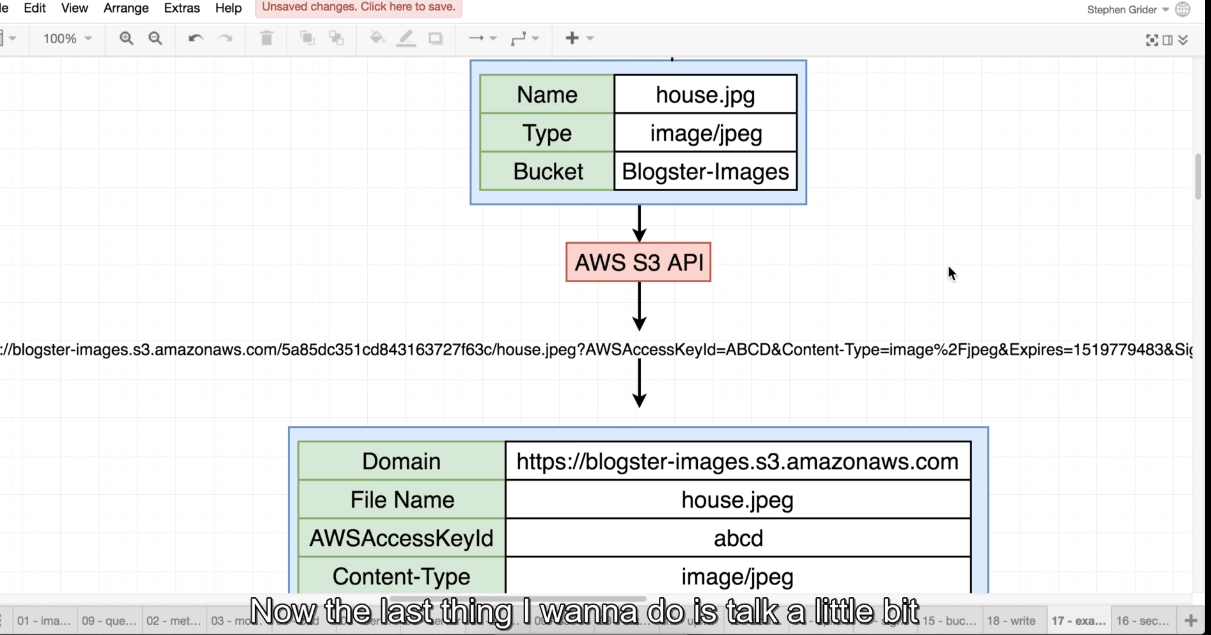 Edit View Arrange Extras Help Unsaved changes. Click here to save. Stephen Grider
100%
Name house.jpg
Type image/jpeg
Bucket Blogster-Images
AWS S3 API
://blogster-images.s3.amazonaws.com/5a85dc351cd843163727f63c/house.jpeg?AWSAccessKeyId=ABCD&Content-Type=image%2Fjpeg&Expires=1519779483&Sig
Domain https://blogster-images.s3.amazonaws.com
File Name house.jpeg
AWSAccessKeyId abcd
Content-Type image/jpeg
Now the last thing I wanna do is talk a little bit
01 - ima... 09 - que... 02 - met... 03 - 15 - buc... 18 - write 17 - exa... 16 - sec...